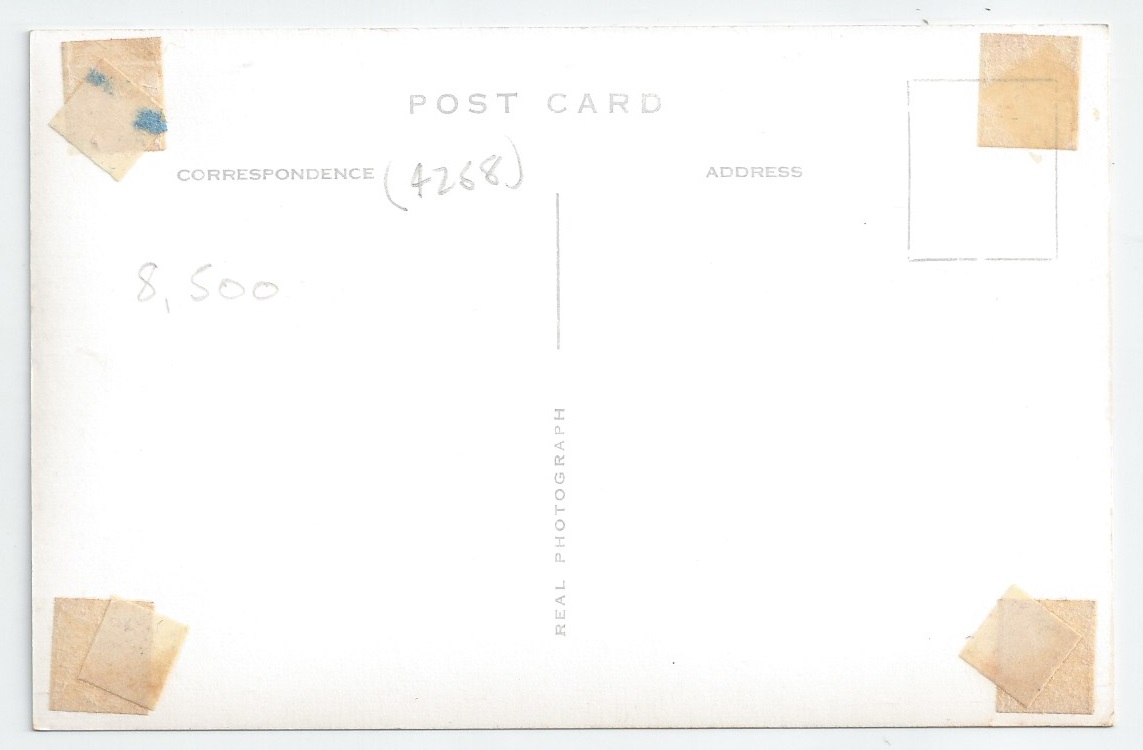 POST CARD
CORRESPONDENCE (4268)
ADDRESS
8,500
REAL PHOTOGRAPH